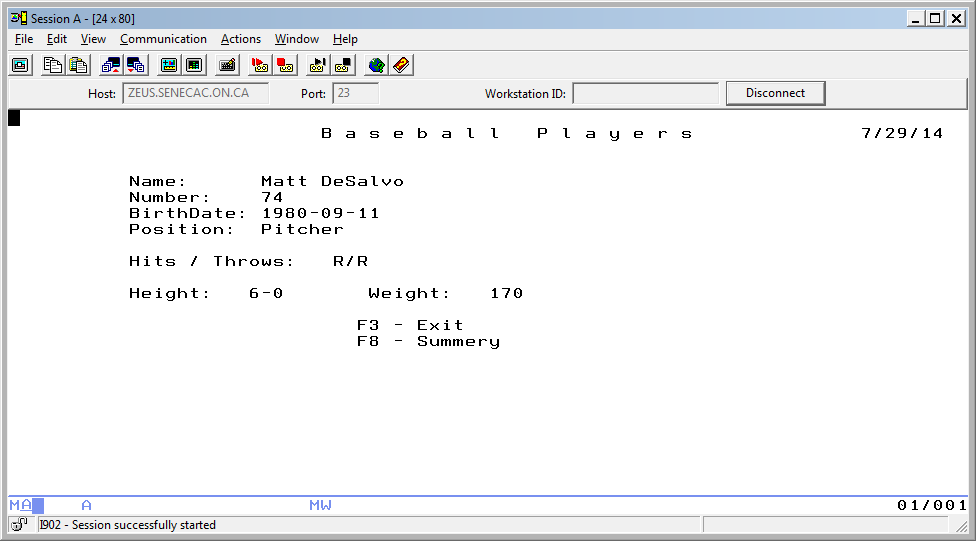 Session A - [24 x 80]
File Edit View Communication Actions Window Help
Host: ZEUS.SENECAC.ON.CA Port: 23 Workstation ID: Disconnect
B a s e b a l l   P l a y e r s 7/29/14
Name: Matt DeSalvo
Number: 74
BirthDate: 1980-09-11
Position: Pitcher
Hits / Throws: R/R
Height: 6-0 Weight: 170
F3 - Exit
F8 - Summery
MA A MW 01/001
I902 - Session successfully started